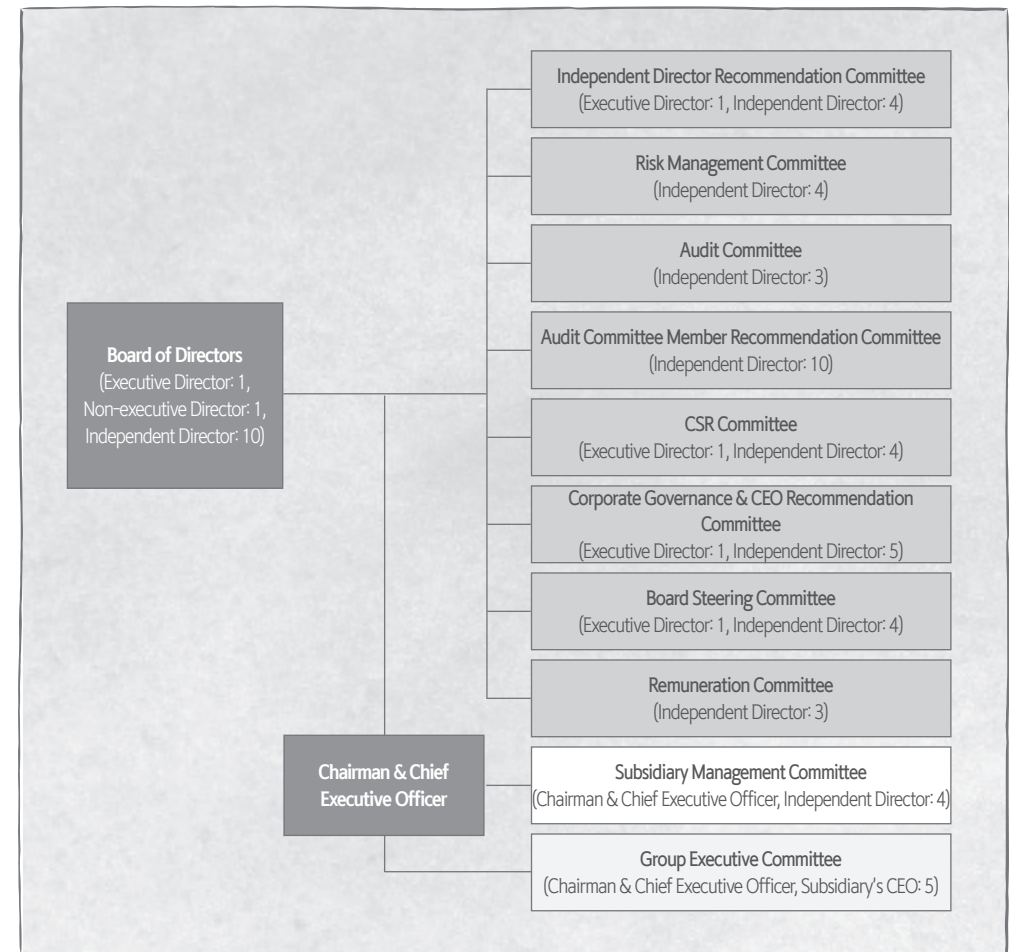 Independent Director Recommendation Committee
(Executive Director: 1, Independent Director: 4)
Risk Management Committee
(Independent Director: 4)
Audit Committee
(Independent Director: 3)
Audit Committee Member Recommendation Committee
(Independent Director: 10)
Board of Directors
(Executive Director: 1,
Non-executive Director: 1,
Independent Director: 10)
CSR Committee
(Executive Director: 1, Independent Director: 4)
Corporate Governance & CEO Recommendation
Committee
(Executive Director: 1, Independent Director: 5)
Board Steering Committee
(Executive Director: 1, Independent Director: 4)
Remuneration Committee
(Independent Director: 3)
Chairman & Chief
Executive Officer
Subsidiary Management Committee
(Chairman & Chief Executive Officer, Independent Director: 4)
Group Executive Committee
(Chairman & Chief Executive Officer, Subsidiary's CEO: 5)